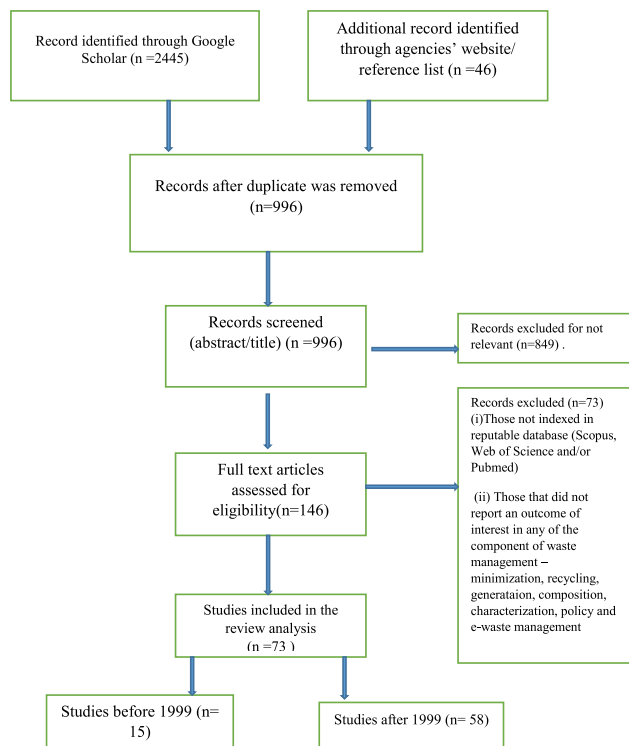 Record identified through Google
Scholar (n =2445)
Additional record identified
through agencies’ website/
reference list (n =46)
Records after duplicate was removed
(n=996)
Records screened
(abstract/title) (n =996)
Records excluded for not
relevant (n=849) .
Records excluded (n=73)
(i)Those not indexed in
reputable database (Scopus,
Web of Science and/or
Pubmed)
(ii) Those that did not
report an outcome of
interest in any of the
component of waste
management –
minimization, recycling,
generataion, composition,
characterization, policy and
e-waste management
Full text articles
assessed for
eligibility(n=146)
Studies included in the
review analysis
(n =73 )
Studies before 1999 (n=
15)
Studies after 1999 (n= 58)